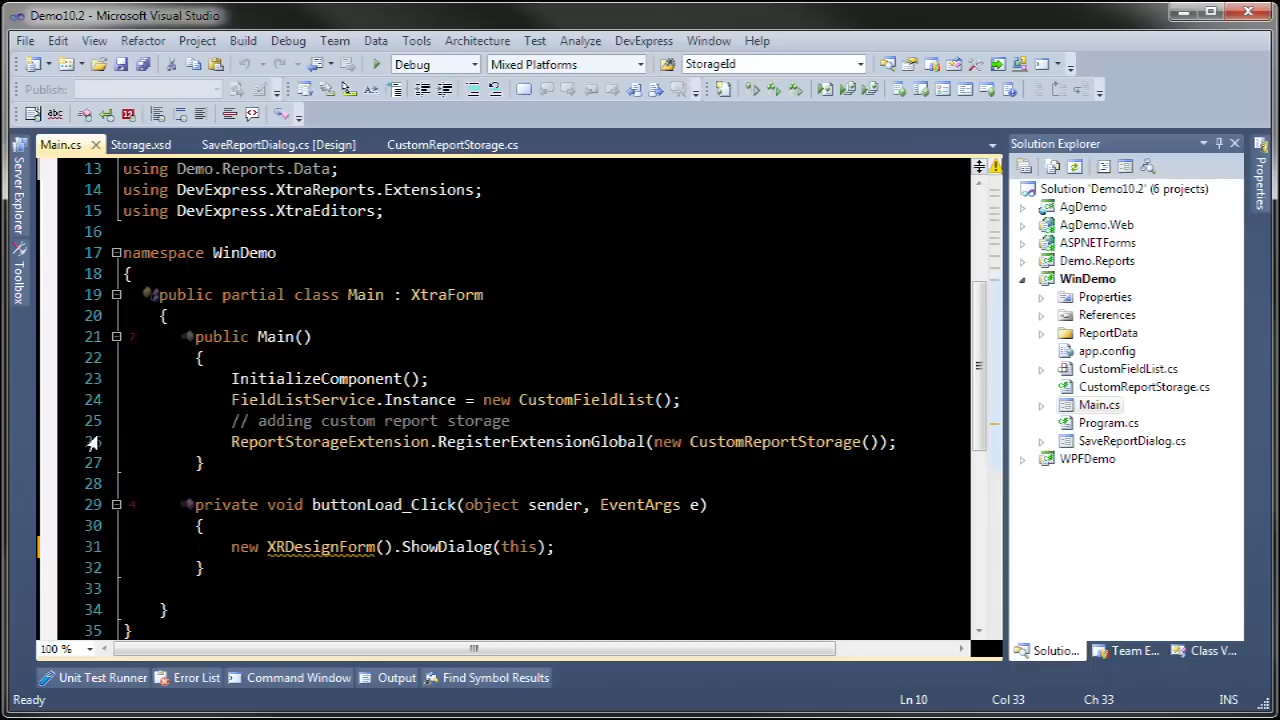 Demo10.2 - Microsoft Visual Studio
File Edit View Refactor Project Build Debug Team Data Tools Architecture Test Analyze DevExpress Window Help
Debug Mixed Platforms StorageId
Publish:
Main.cs Storage.xsd SaveReportDialog.cs [Design] CustomReportStorage.cs
Server Explorer
Toolbox
13 using Demo.Reports.Data;
14 using DevExpress.XtraReports.Extensions;
15 using DevExpress.XtraEditors;
16
17 namespace WinDemo
18 {
19 public partial class Main : XtraForm
20 {
21 public Main()
22 {
23 InitializeComponent();
24 FieldListService.Instance = new CustomFieldList();
25 // adding custom report storage
ReportStorageExtension.RegisterExtensionGlobal(new CustomReportStorage());
27 }
28
29 private void buttonLoad_Click(object sender, EventArgs e)
30 {
31 new XRDesignForm().ShowDialog(this);
32 }
33
34 }
35 }
100 %
Solution Explorer
Solution 'Demo10.2' (6 projects)
AgDemo
AgDemo.Web
ASPNETForms
Demo.Reports
WinDemo
Properties
References
ReportData
app.config
CustomFieldList.cs
CustomReportStorage.cs
Main.cs
Program.cs
SaveReportDialog.cs
WPFDemo
Solutio... Team E... Class V...
Properties
Unit Test Runner Error List Command Window Output Find Symbol Results
Ready Ln 10 Col 33 Ch 33 INS